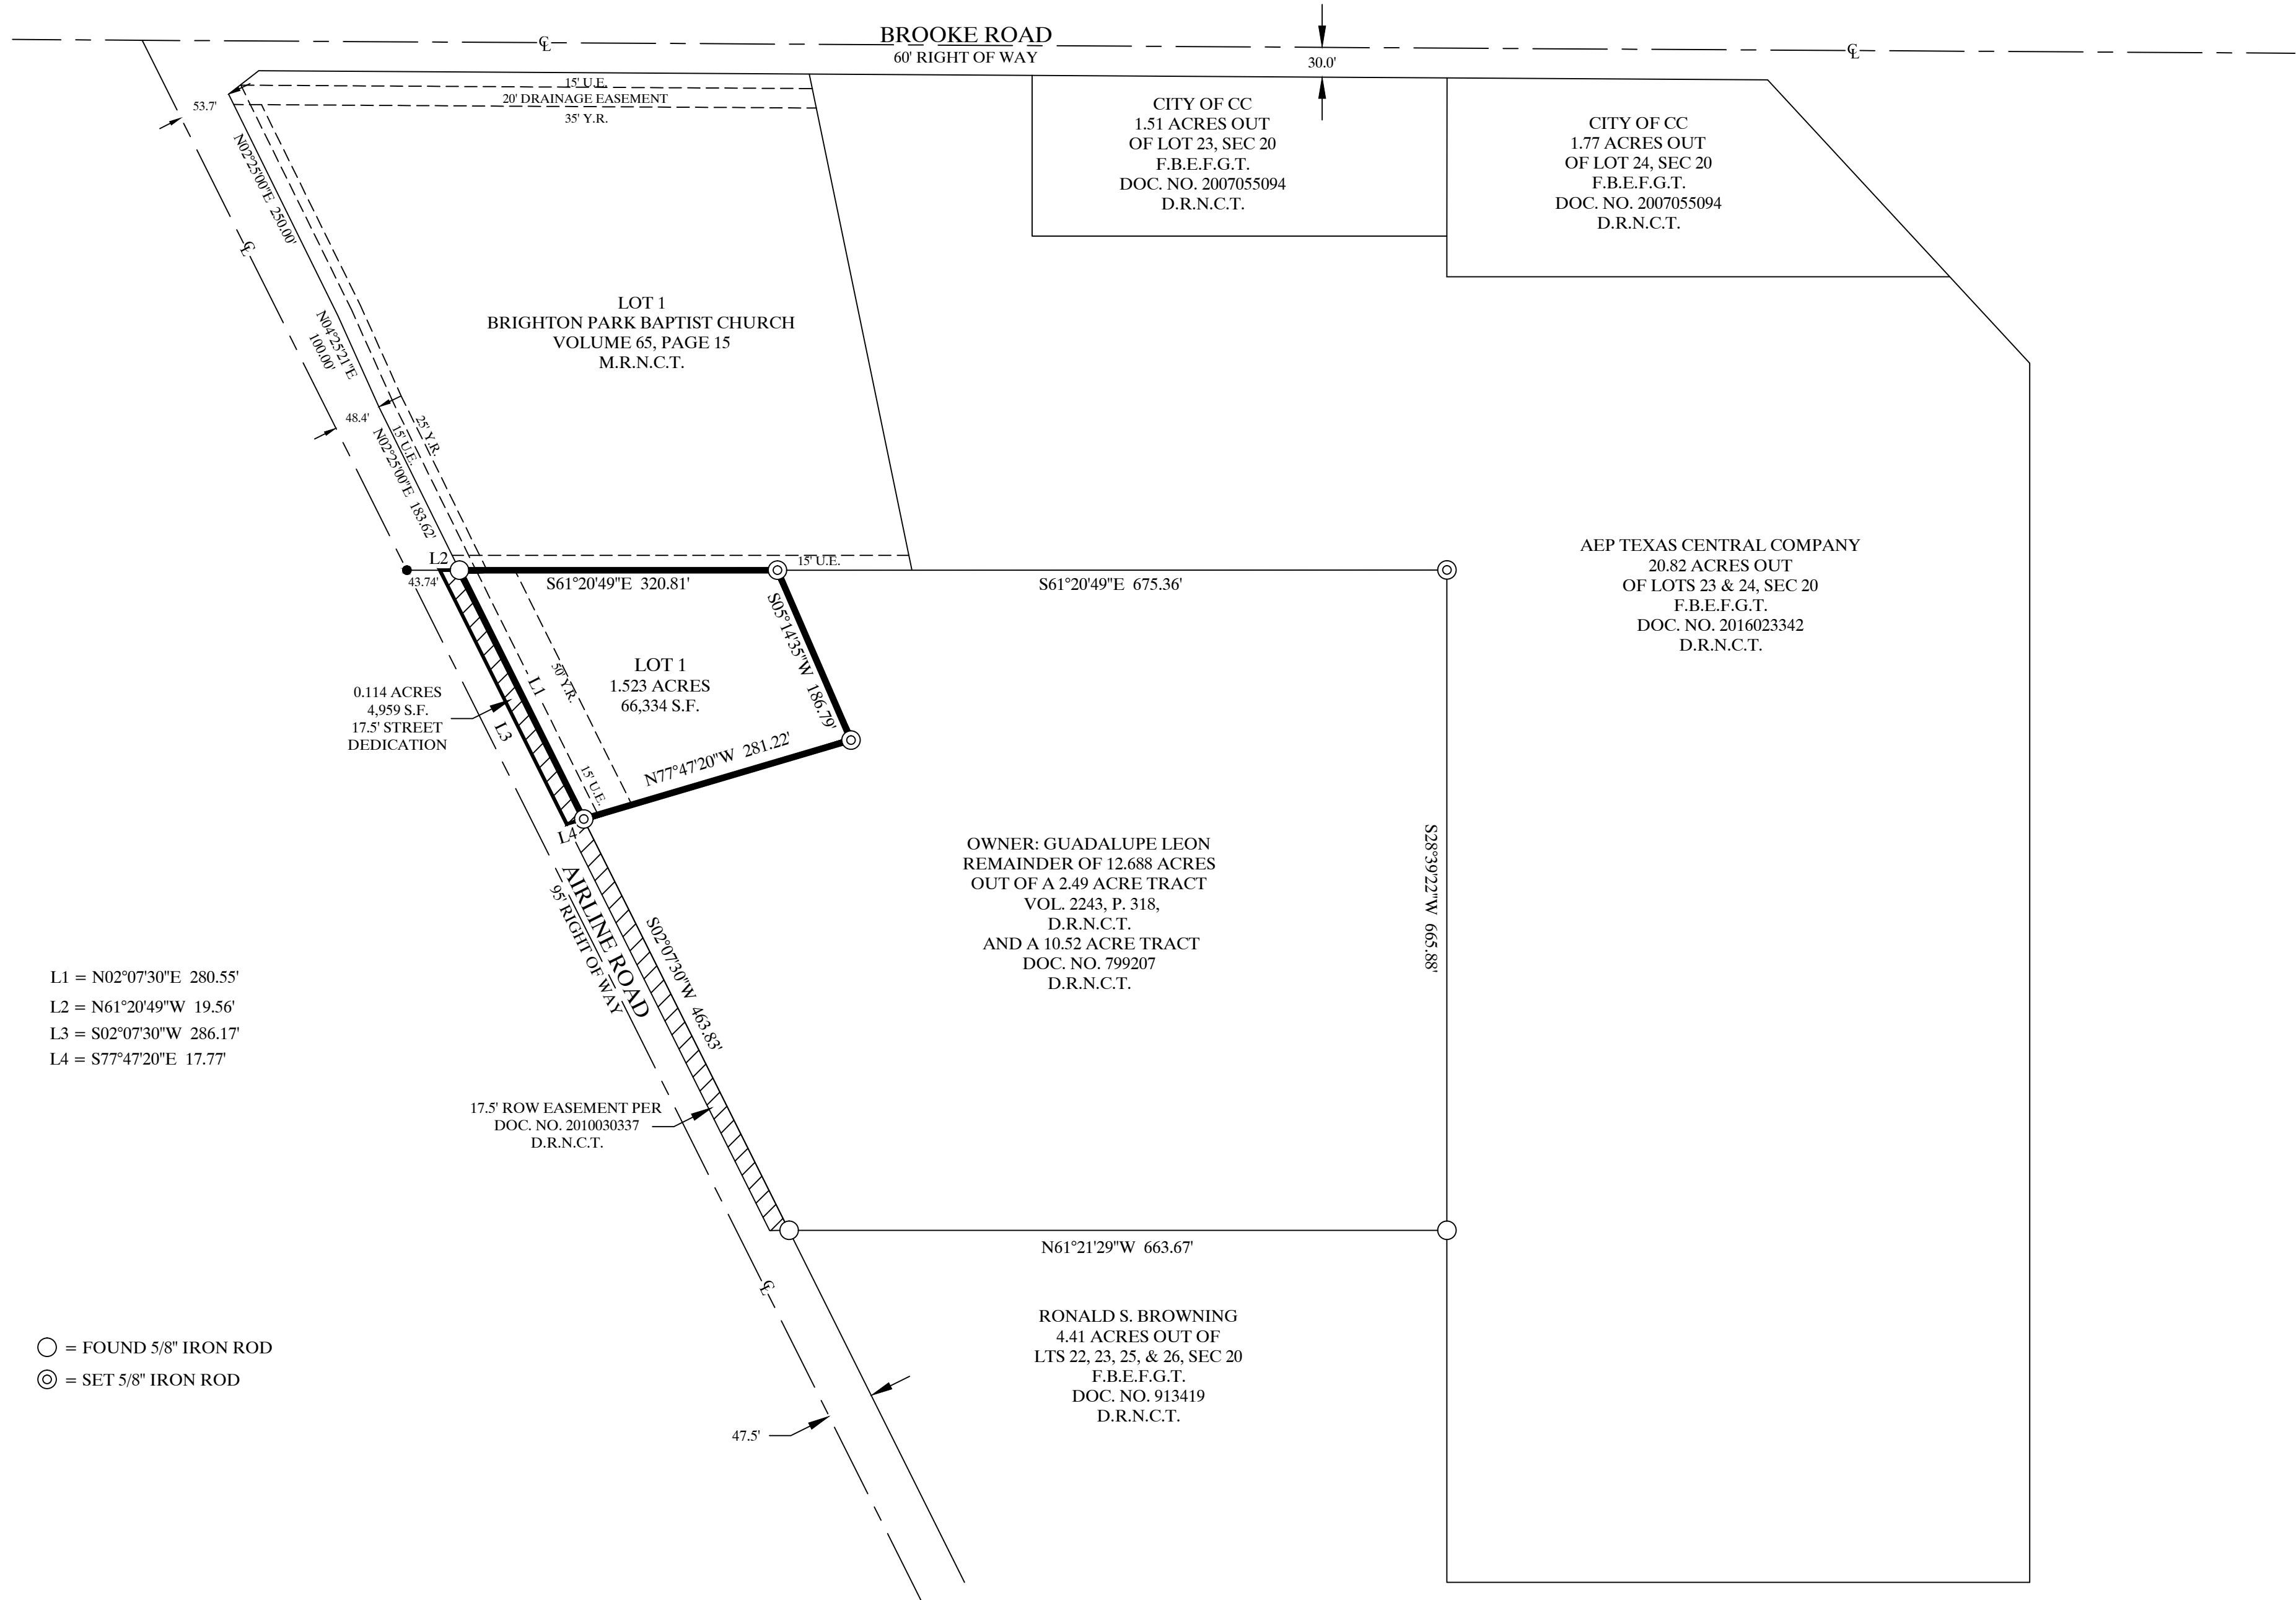 BROOKE ROAD
60' RIGHT OF WAY
30.0'
15' U.E.
20' DRAINAGE EASEMENT
35' Y.R.
53.7'
N02°25'00"E 250.00'
N04°25'21"E
100.00'
48.4'
15' U.E.
25' Y.R.
N02°25'00"E 183.62'
LOT 1
BRIGHTON PARK BAPTIST CHURCH
VOLUME 65, PAGE 15
M.R.N.C.T.
CITY OF CC
1.51 ACRES OUT
OF LOT 23, SEC 20
F.B.E.F.G.T.
DOC. NO. 2007055094
D.R.N.C.T.
CITY OF CC
1.77 ACRES OUT
OF LOT 24, SEC 20
F.B.E.F.G.T.
DOC. NO. 2007055094
D.R.N.C.T.
AEP TEXAS CENTRAL COMPANY
20.82 ACRES OUT
OF LOTS 23 & 24, SEC 20
F.B.E.F.G.T.
DOC. NO. 2016023342
D.R.N.C.T.
L2
43.74'
S61°20'49"E 320.81'
15' U.E.
S61°20'49"E 675.36'
S05°14'35"W 186.79'
LOT 1
1.523 ACRES
66,334 S.F.
50' Y.R.
L1
L3
15' U.E.
N77°47'20"W 281.22'
L4
0.114 ACRES
4,959 S.F.
17.5' STREET
DEDICATION
AIRLINE ROAD
95' RIGHT OF WAY
S02°07'30"W 463.83'
OWNER: GUADALUPE LEON
REMAINDER OF 12.688 ACRES
OUT OF A 2.49 ACRE TRACT
VOL. 2243, P. 318,
D.R.N.C.T.
AND A 10.52 ACRE TRACT
DOC. NO. 799207
D.R.N.C.T.
S28°39'22"W 665.88'
L1 = N02°07'30"E 280.55'
L2 = N61°20'49"W 19.56'
L3 = S02°07'30"W 286.17'
L4 = S77°47'20"E 17.77'
17.5' ROW EASEMENT PER
DOC. NO. 2010030337
D.R.N.C.T.
N61°21'29"W 663.67'
RONALD S. BROWNING
4.41 ACRES OUT OF
LTS 22, 23, 25, & 26, SEC 20
F.B.E.F.G.T.
DOC. NO. 913419
D.R.N.C.T.
47.5'
= FOUND 5/8" IRON ROD
= SET 5/8" IRON ROD